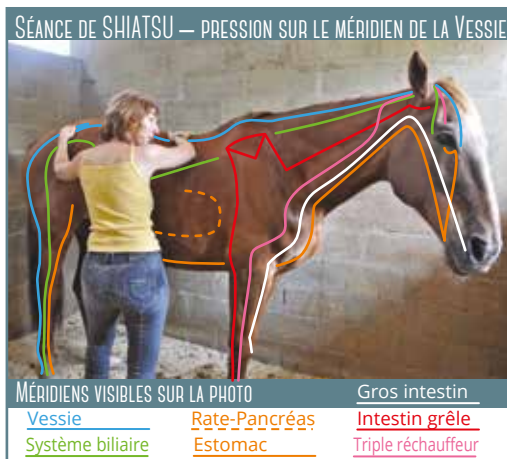 SÉANCE DE SHIATSU – PRESSION SUR LE MÉRIDIEN DE LA VESSIE
MÉRIDIENS VISIBLES SUR LA PHOTO
Gros intestin
Vessie
Rate-Pancréas
Intestin grêle
Système biliaire
Estomac
Triple réchauffeur